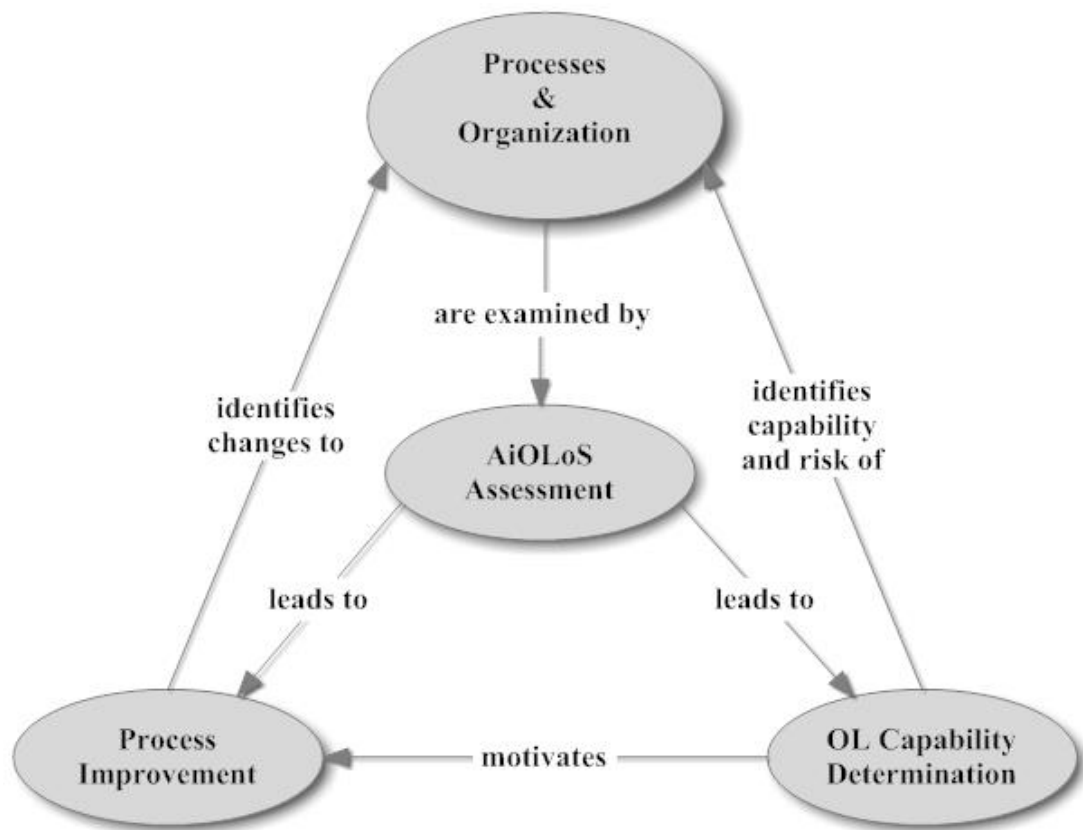 Processes
&
Organization
are examined by
identifies
changes to
identifies
capability
and risk of
AiOLoS
Assessment
leads to
leads to
Process
Improvement
motivates
OL Capability
Determination